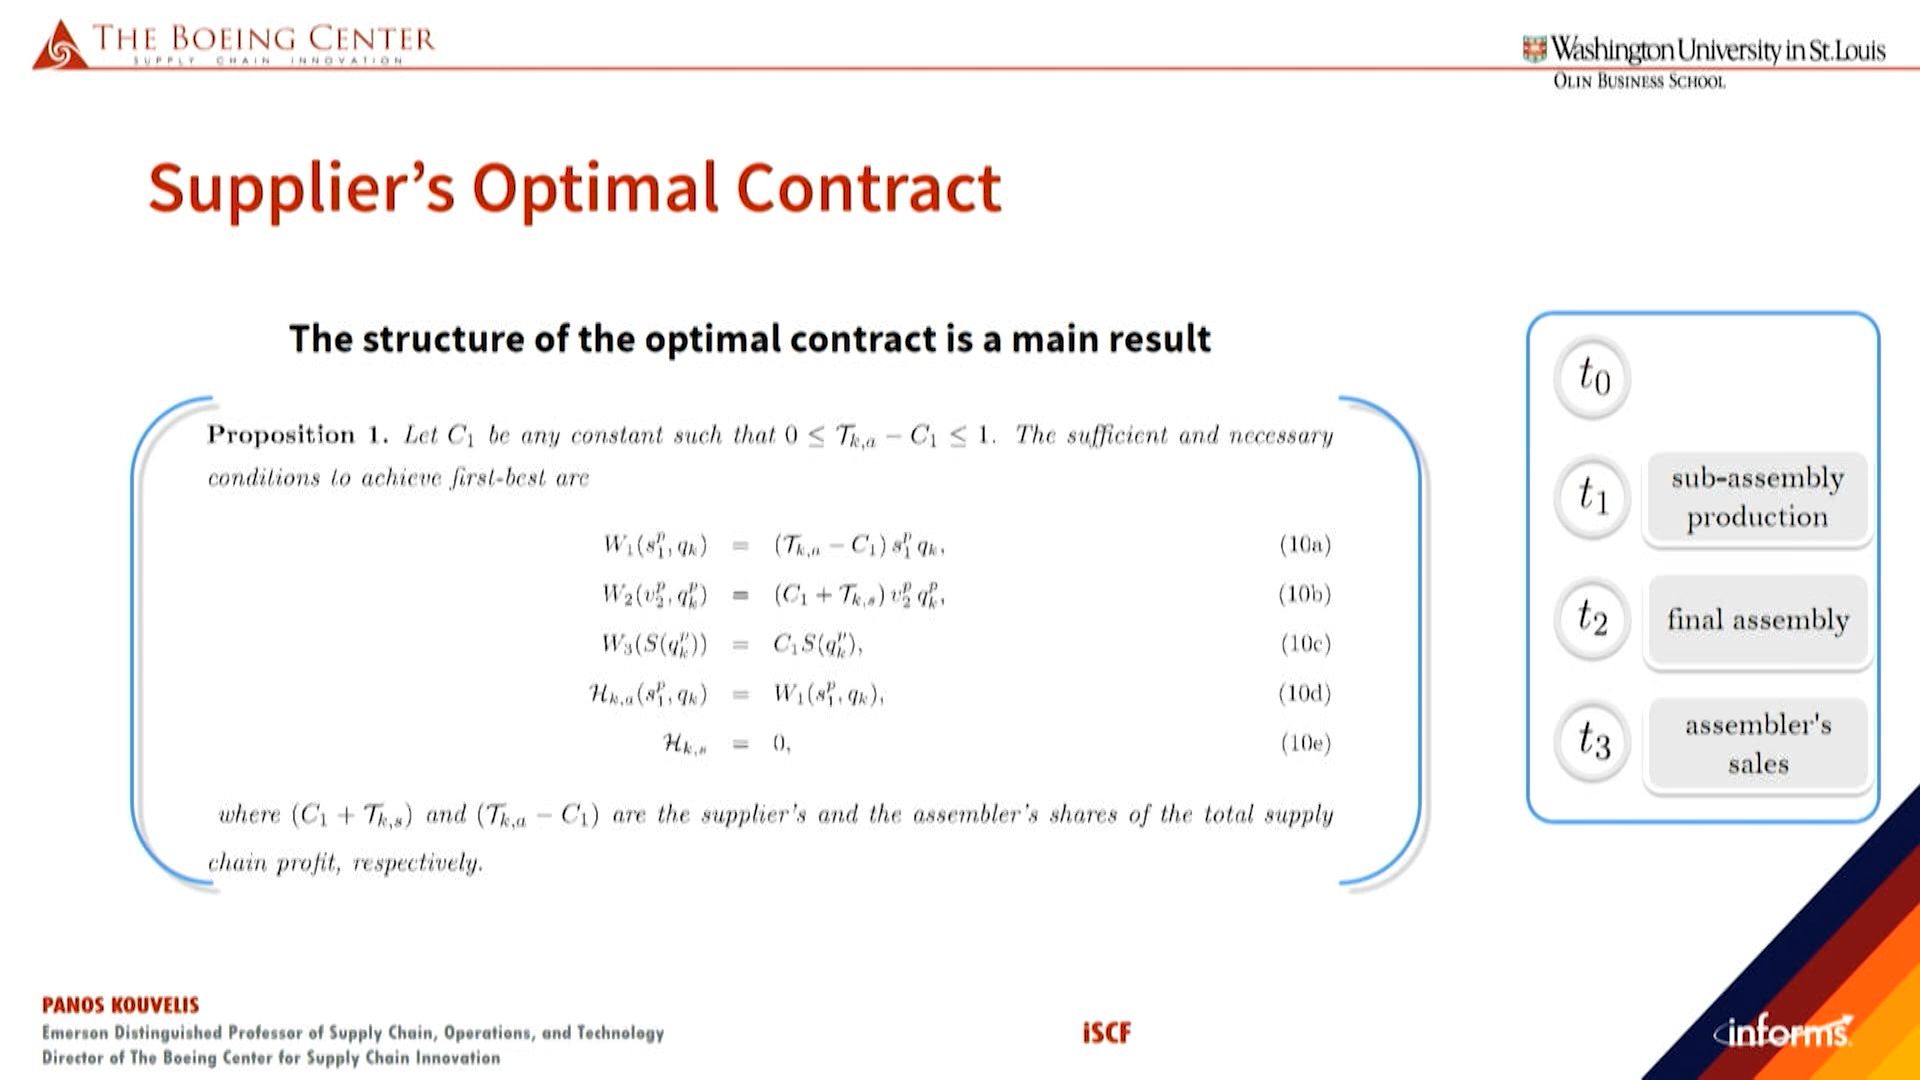 THE BOEING CENTER
SUPPLY CHAIN INNOVATION
Washington University in St. Louis
OLIN BUSINESS SCHOOL
Supplier's Optimal Contract
The structure of the optimal contract is a main result
Proposition 1. Let C₁ be any constant such that 0 ≤ T_{k,a} − C₁ ≤ 1. The sufficient and necessary
conditions to achieve first-best are
W₁(s₁^p, q_k) = (T_{k,a} − C₁) s₁^p q_k, (10a)
W₂(v₂^p, q_k^p) = (C₁ + T_{k,s}) v₂^p q_k^p, (10b)
W₃(S(q_k^p)) = C₁S(q_k^p), (10c)
H_{k,a}(s₁^p, q_k) = W₁(s₁^p, q_k), (10d)
H_{k,s} = 0, (10e)
where (C₁ + T_{k,s}) and (T_{k,a} − C₁) are the supplier's and the assembler's shares of the total supply
chain profit, respectively.
t₀
t₁
sub-assembly
production
t₂
final assembly
t₃
assembler's
sales
PANOS KOUVELIS
Emerson Distinguished Professor of Supply Chain, Operations, and Technology
Director of The Boeing Center for Supply Chain Innovation
iSCF
informs